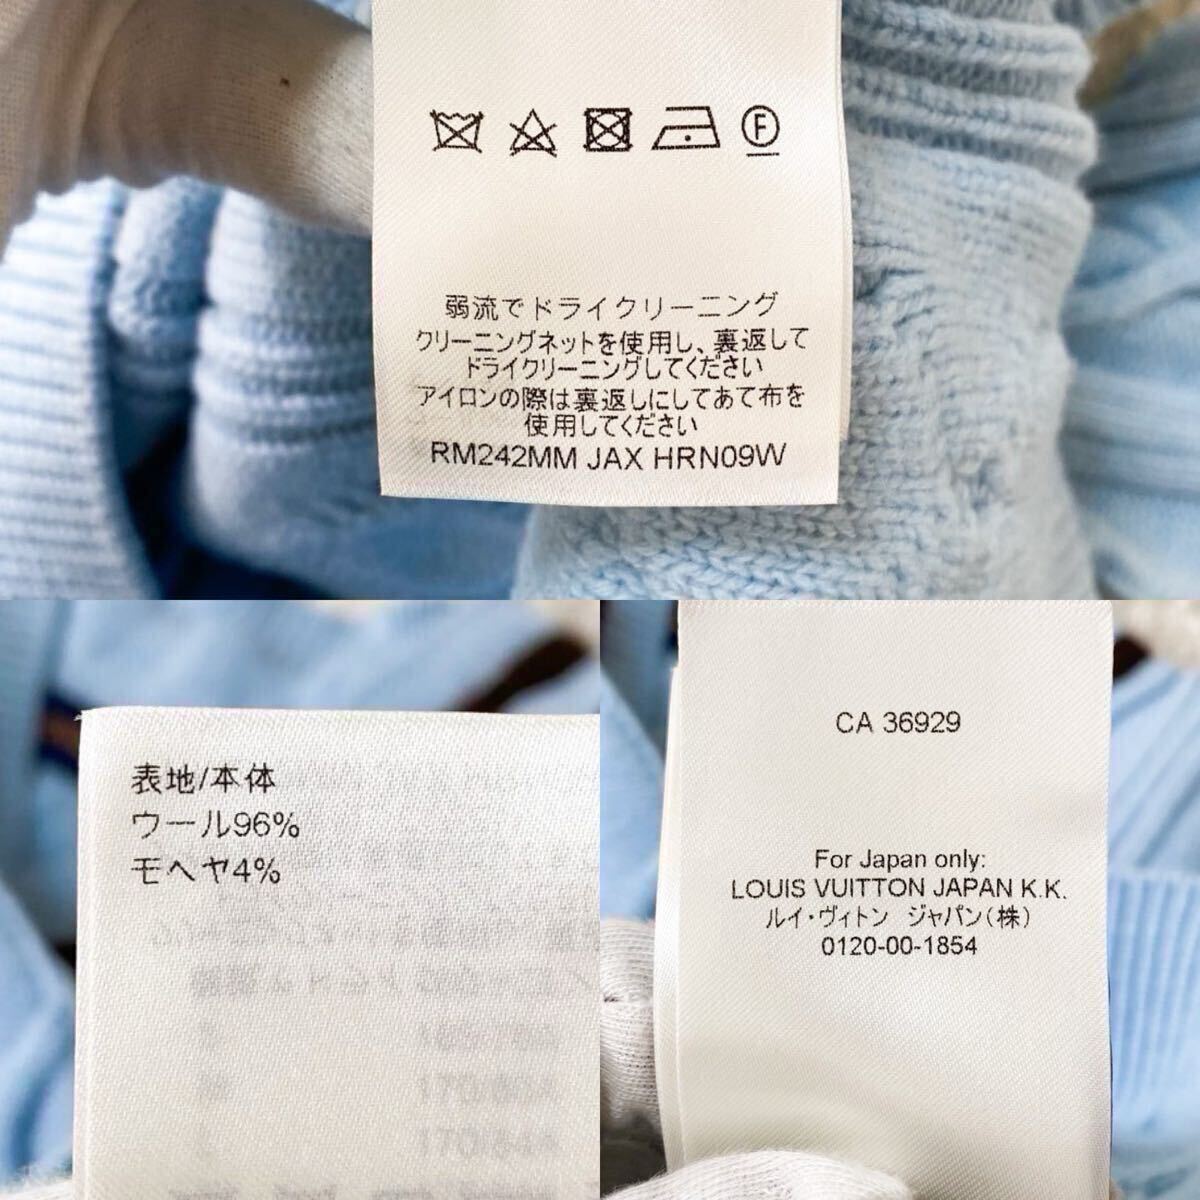 F
弱流でドライクリーニング
クリーニングネットを使用し、裏返して
ドライクリーニングしてください
アイロンの際は裏返しにしてあて布を
使用してください
RM242MM JAX HRN09W
表地/本体
ウール96%
モヘヤ4%
CA 36929
For Japan only:
LOUIS VUITTON JAPAN K.K.
ルイ・ヴィトン ジャパン(株)
0120-00-1854